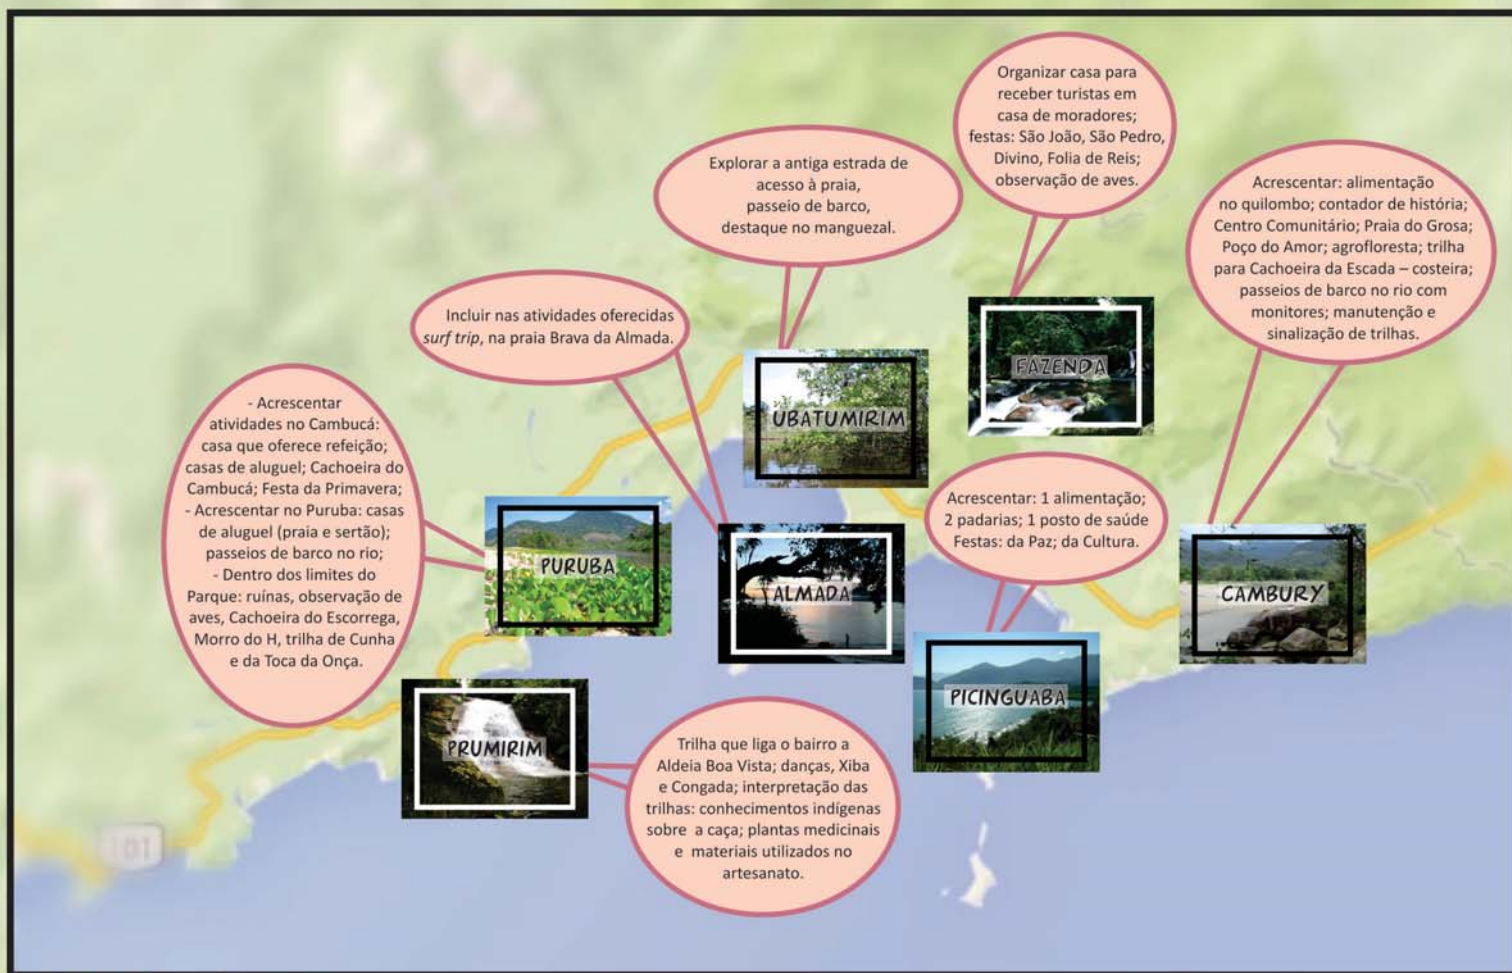 Organizar casa para
receber turistas em
casa de moradores;
festas: São João, São Pedro,
Divino, Folia de Reis;
observação de aves.
Explorar a antiga estrada de
acesso à praia,
passeio de barco,
destaque no manguezal.
Acrescentar: alimentação
no quilombo; contador de história;
Centro Comunitário; Praia do Grosa;
Poço do Amor; agrofloresta; trilha
para Cachoeira da Escada – costeira;
passeios de barco no rio com
monitores; manutenção e
sinalização de trilhas.
Incluir nas atividades oferecidas
surf trip, na praia Brava da Almada.
FAZENDA
UBATUMIRIM
- Acrescentar
atividades no Cambucá:
casa que oferece refeição;
casas de aluguel; Cachoeira do
Cambucá; Festa da Primavera;
- Acrescentar no Puruba: casas
de aluguel (praia e sertão);
passeios de barco no rio;
- Dentro dos limites do
Parque: ruínas, observação de
aves, Cachoeira do Escorrega,
Morro do H, trilha de Cunha
e da Toca da Onça.
Acrescentar: 1 alimentação;
2 padarias; 1 posto de saúde
Festas: da Paz; da Cultura.
PURUBA
ALMADA
CAMBURY
PICINGUABA
PRUMIRIM
Trilha que liga o bairro a
Aldeia Boa Vista; danças, Xiba
e Congada; interpretação das
trilhas: conhecimentos indígenas
sobre a caça; plantas medicinais
e materiais utilizados no
artesanato.
101